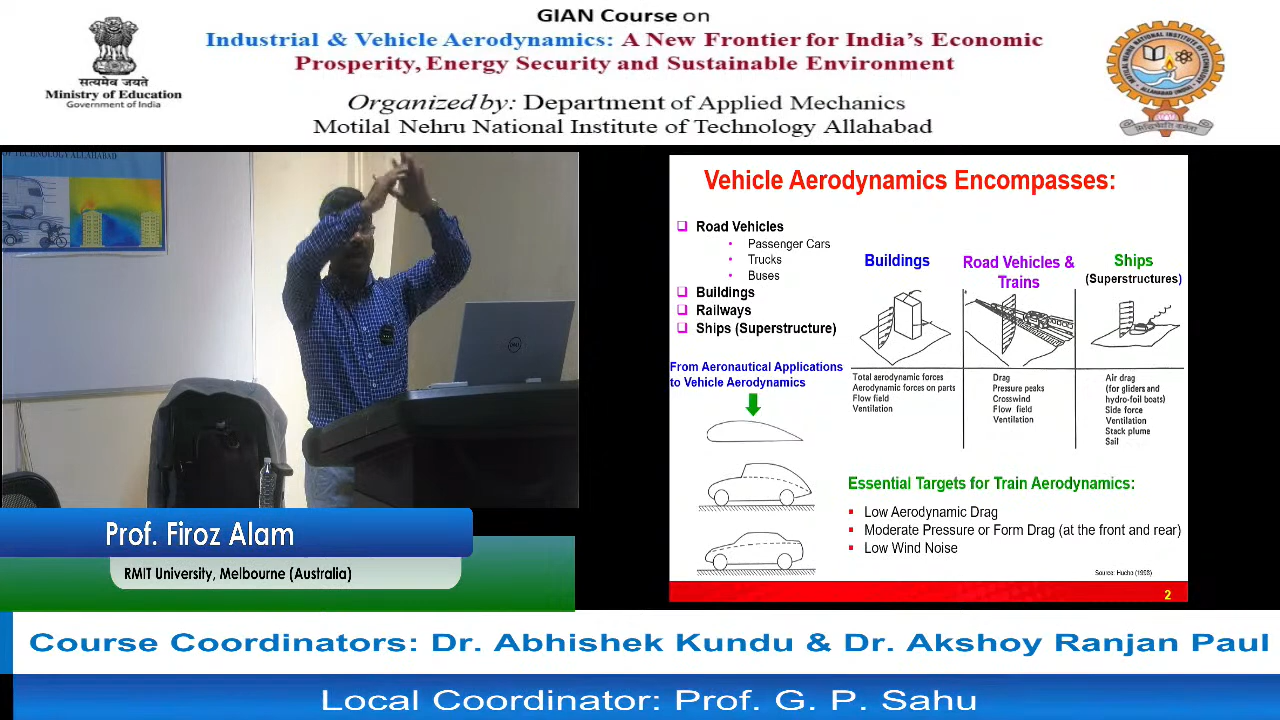 GIAN Course on
Industrial & Vehicle Aerodynamics: A New Frontier for India's Economic
Prosperity, Energy Security and Sustainable Environment
Organized by: Department of Applied Mechanics
Motilal Nehru National Institute of Technology Allahabad
सत्यमेव जयते
Ministry of Education
Government of India
OF TECHNOLOGY ALLAHABAD
DELL
Vehicle Aerodynamics Encompasses:
Road Vehicles
Passenger Cars
Trucks
Buses
Buildings
Railways
Ships (Superstructure)
From Aeronautical Applications
to Vehicle Aerodynamics
Buildings
Total aerodynamic forces
Aerodynamic forces on parts
Flow field
Ventilation
Road Vehicles &
Trains
Drag
Pressure peaks
Crosswind
Flow field
Ventilation
Ships
(Superstructures)
Air drag
(for gliders and
hydro-foil boats)
Side force
Ventilation
Stack plume
Sail
Essential Targets for Train Aerodynamics:
Low Aerodynamic Drag
Moderate Pressure or Form Drag (at the front and rear)
Low Wind Noise
Source: Hucho (1998)
2
Prof. Firoz Alam
RMIT University, Melbourne (Australia)
Course Coordinators: Dr. Abhishek Kundu & Dr. Akshoy Ranjan Paul
Local Coordinator: Prof. G. P. Sahu